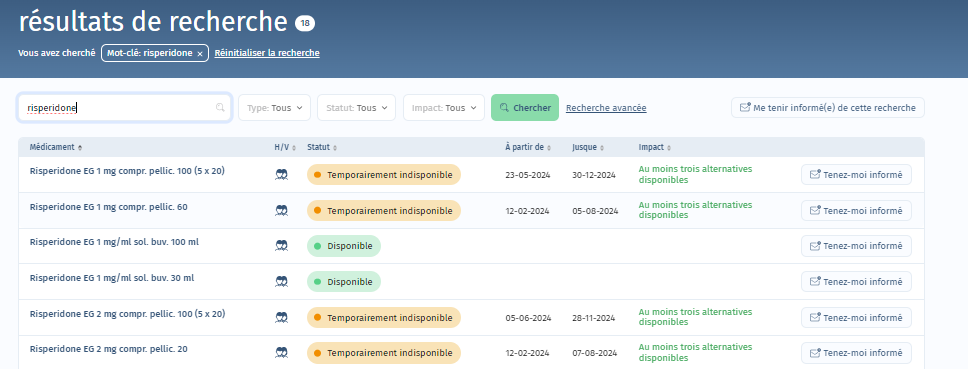 résultats de recherche 18
Vous avez cherché Mot-clé: risperidone × Réinitialiser la recherche
risperidone Type: Tous Statut: Tous Impact: Tous Chercher Recherche avancée Me tenir informé(e) de cette recherche
Médicament H/V Statut À partir de Jusque Impact
Risperidone EG 1 mg compr. pellic. 100 (5 x 20) Temporairement indisponible 23-05-2024 30-12-2024 Au moins trois alternatives
disponibles Tenez-moi informé
Risperidone EG 1 mg compr. pellic. 60 Temporairement indisponible 12-02-2024 05-08-2024 Au moins trois alternatives
disponibles Tenez-moi informé
Risperidone EG 1 mg/ml sol. buv. 100 ml Disponible Tenez-moi informé
Risperidone EG 1 mg/ml sol. buv. 30 ml Disponible Tenez-moi informé
Risperidone EG 2 mg compr. pellic. 100 (5 x 20) Temporairement indisponible 05-06-2024 28-11-2024 Au moins trois alternatives
disponibles Tenez-moi informé
Risperidone EG 2 mg compr. pellic. 20 Temporairement indisponible 12-02-2024 07-08-2024 Au moins trois alternatives
disponibles Tenez-moi informé